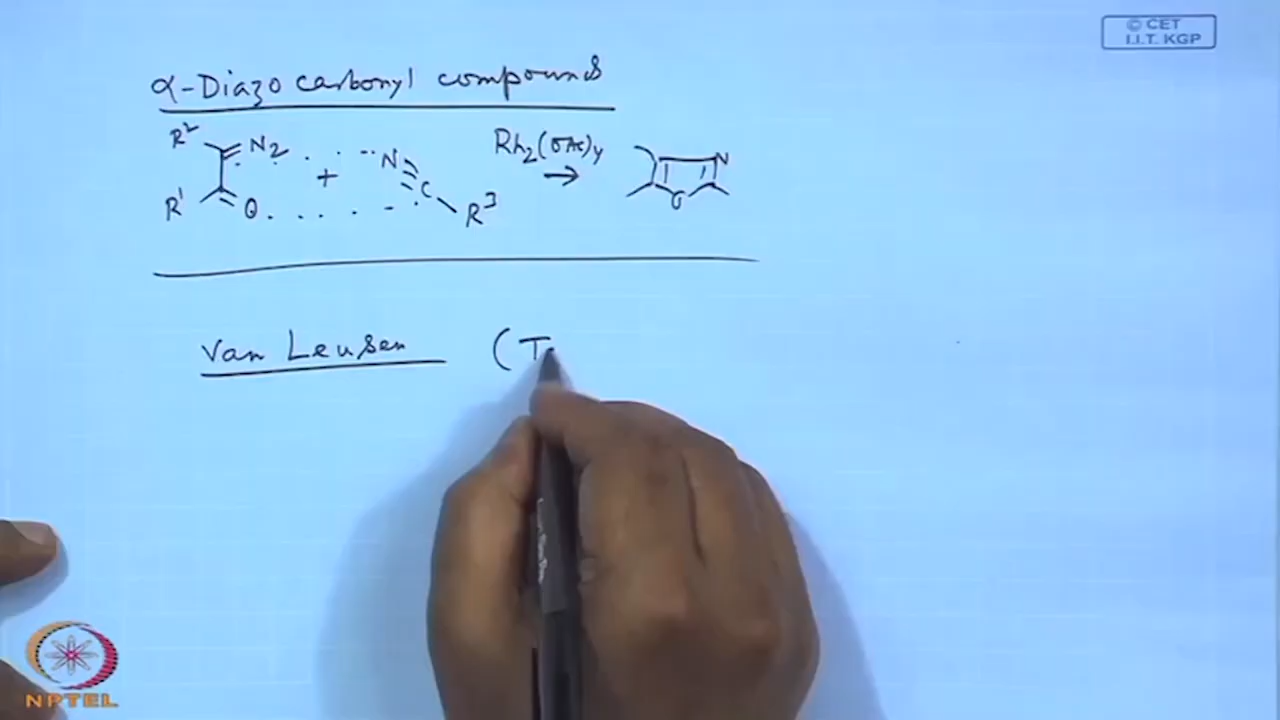 © CET
I.I.T. KGP
α-Diazo carbonyl compounds
R² N₂ N Rh₂(OAc)₄ N
+ →
R¹ O C R³ O
Van Leusen (T
NPTEL